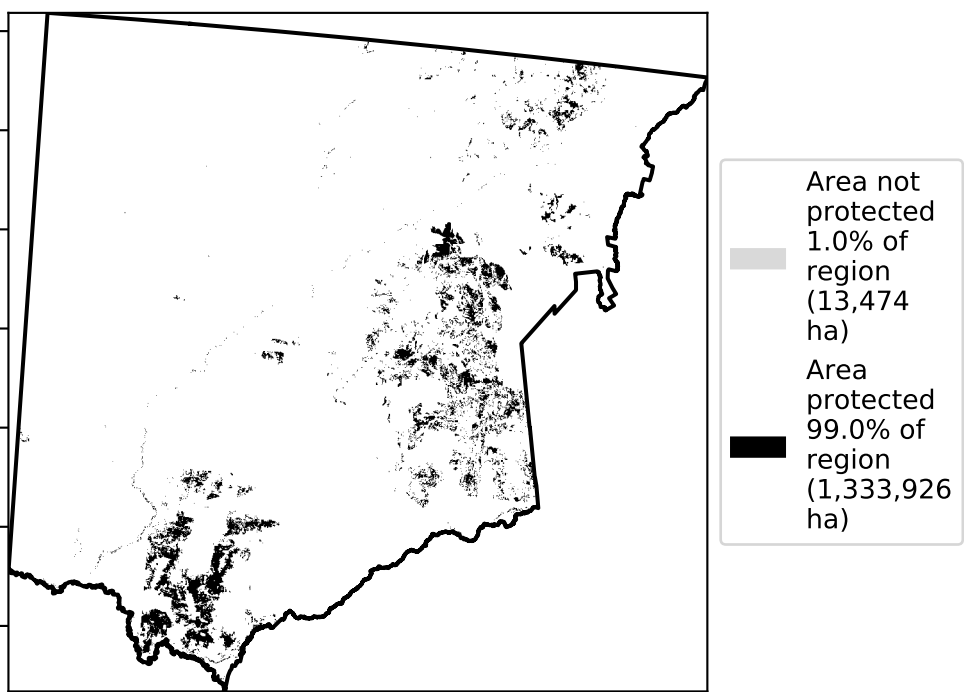 Area not
protected
1.0% of
region
(13,474
ha)
Area
protected
99.0% of
region
(1,333,926
ha)